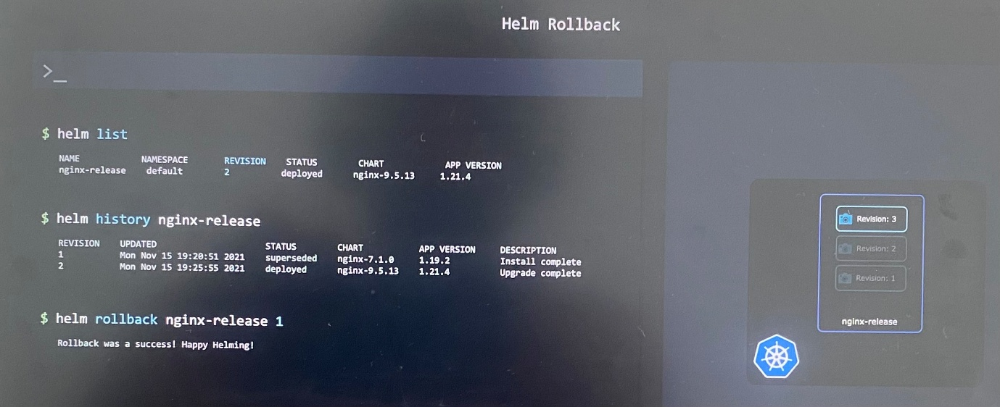 Helm Rollback
>_
$ helm list
NAME NAMESPACE REVISION STATUS CHART APP VERSION
nginx-release default 2 deployed nginx-9.5.13 1.21.4
$ helm history nginx-release
REVISION UPDATED STATUS CHART APP VERSION DESCRIPTION
1 Mon Nov 15 19:20:51 2021 superseded nginx-7.1.0 1.19.2 Install complete
2 Mon Nov 15 19:25:55 2021 deployed nginx-9.5.13 1.21.4 Upgrade complete
$ helm rollback nginx-release 1
Rollback was a success! Happy Helming!
Revision: 3
Revision: 2
Revision: 1
nginx-release